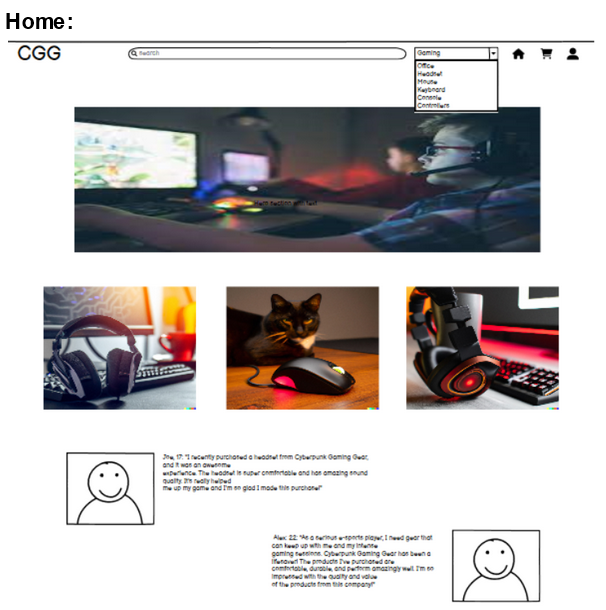 Home:
CGG
Search
Gaming
Office
Headset
Mouse
Keyboard
Console
Controllers
Hero section with text
17: "I recently purchased a headset from Cyberpunk Gaming Gear,
and it was an awesome
experience. The headset is super comfortable and has amazing sound
quality. It's really helped
me up my game and I'm so glad I made this purchase!"
Alex: 22: "As a serious e-sports player, I need gear that
can keep up with me and my intense
gaming sessions. Cyberpunk Gaming Gear has been a
lifesaver! The products I've purchased are
comfortable, durable, and perform amazingly well. I'm so
impressed with the quality and value
of the products from this company!"